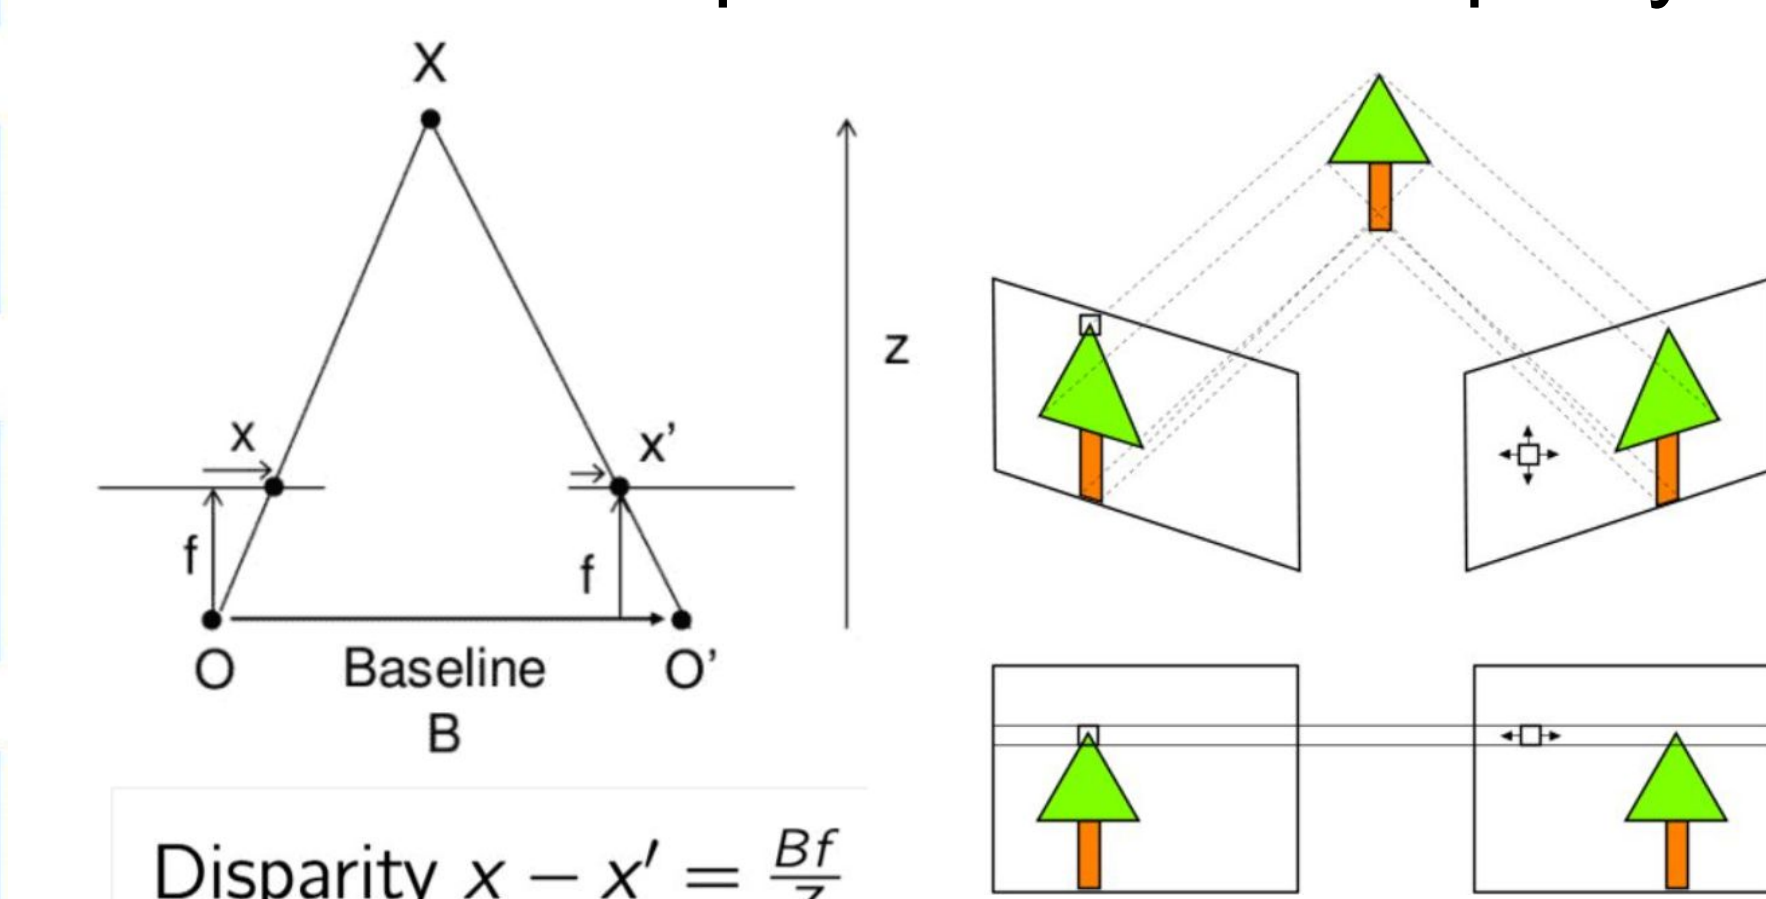 X
z
x
x’
f
f
O
Baseline
O’
B
Disparity x − x′ = Bf/z